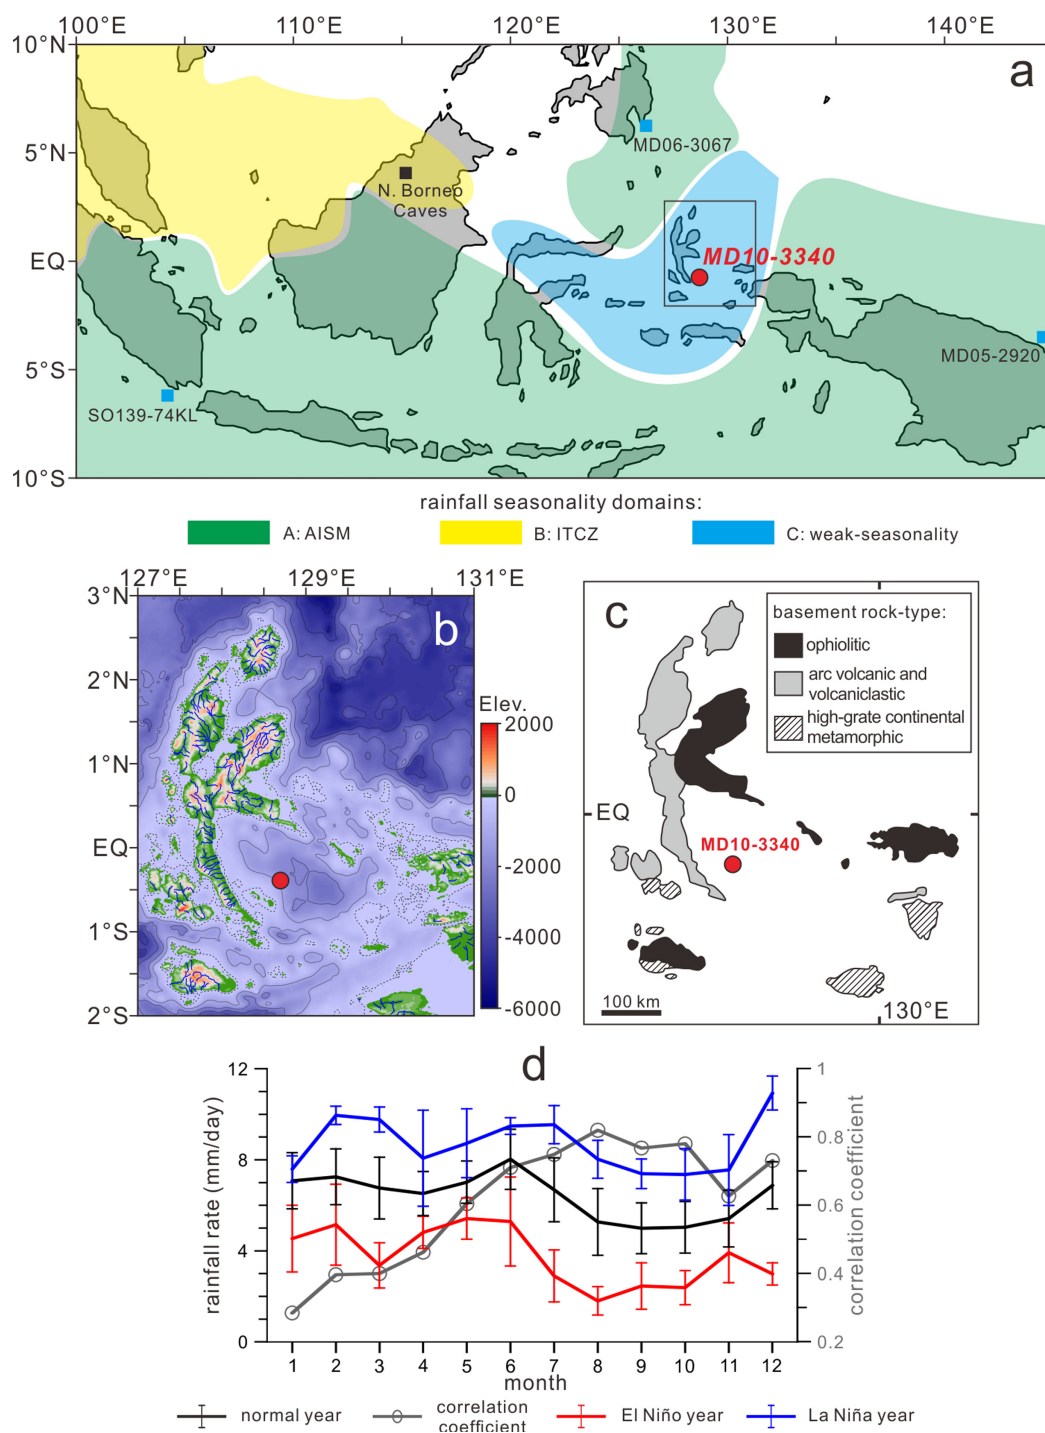 100°E 110°E 120°E 130°E 140°E
10°N
a
5°N
MD06-3067
N. Borneo
Caves
EQ
MD10-3340
5°S
MD05-2920
SO139-74KL
10°S
rainfall seasonality domains:
A: AISM B: ITCZ C: weak-seasonality
127°E 129°E 131°E
3°N
b
2°N
Elev.
2000
1°N
0
EQ
-2000
1°S
-4000
2°S
-6000
c
basement rock-type:
ophiolitic
arc volcanic and
volcaniclastic
high-grate continental
metamorphic
EQ
MD10-3340
100 km
130°E
d
rainfall rate (mm/day)
12
8
4
0
1
0.8
0.6
0.4
0.2
correlation coefficient
1 2 3 4 5 6 7 8 9 10 11 12
month
normal year
correlation
coefficient
El Niño year
La Niña year